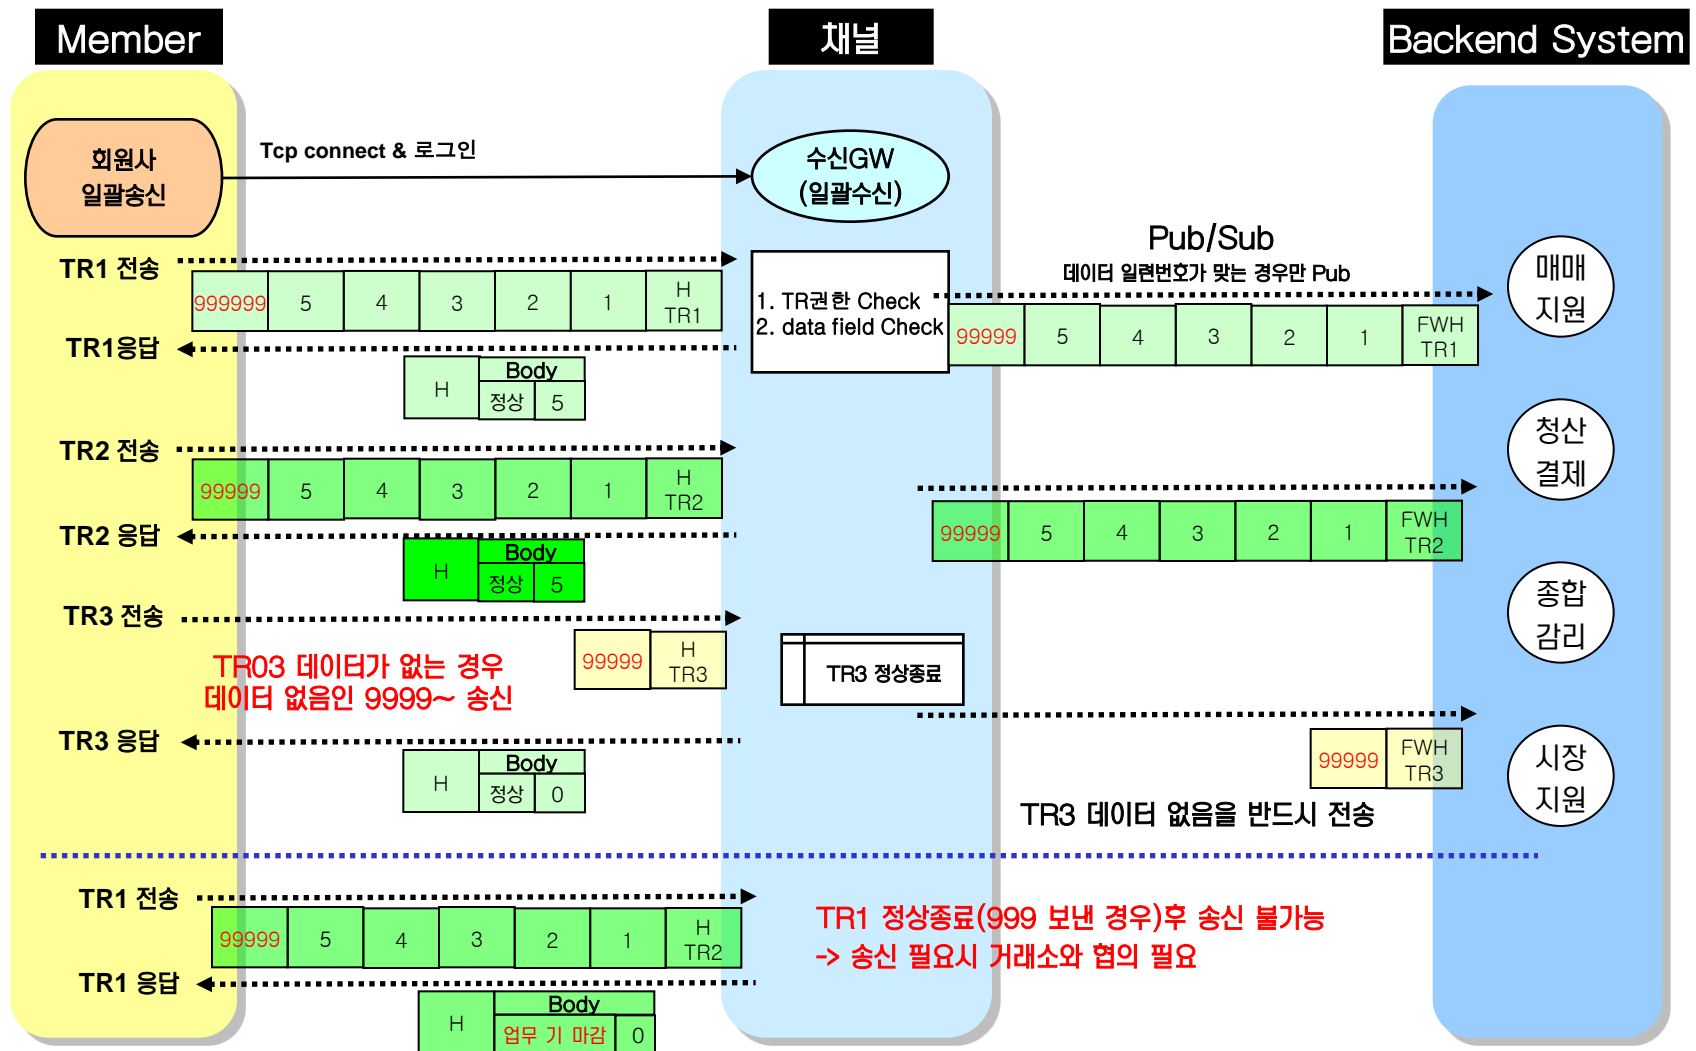 Member
채널
Backend System
회원사
일괄송신
Tcp connect & 로그인
수신GW
(일괄수신)
Pub/Sub
데이터 일련번호가 맞는 경우만 Pub
매매
지원
TR1 전송
999999 5 4 3 2 1 H
TR1
1. TR권한 Check
2. data field Check
99999 5 4 3 2 1 FWH
TR1
TR1응답
H Body
정상 5
청산
결제
TR2 전송
99999 5 4 3 2 1 H
TR2
99999 5 4 3 2 1 FWH
TR2
TR2 응답
H Body
정상 5
종합
감리
TR3 전송
99999 H
TR3
TR03 데이터가 없는 경우
데이터 없음인 9999~ 송신
TR3 정상종료
TR3 응답
H Body
정상 0
99999 FWH
TR3
시장
지원
TR3 데이터 없음을 반드시 전송
TR1 전송
99999 5 4 3 2 1 H
TR2
TR1 정상종료(999 보낸 경우)후 송신 불가능
-> 송신 필요시 거래소와 협의 필요
TR1 응답
H Body
업무 기 마감 0